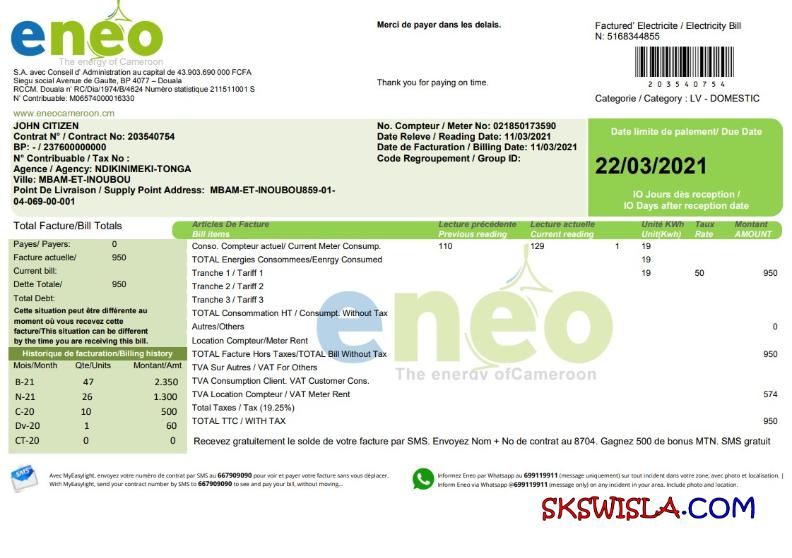 eneo
The energy of Cameroon
S.A. avec Conseil d' Administration au capital de 43.903.690 000 FCFA
Siegu social Avenue de Gaulte, BP 4077 – Douala
RCCM. Douala n° RC/Dia/1974/B/4624 Numéro statistique 211511001 S
N° Contribuable: M06574000016330
www.eneocameroon.cm
Merci de payer dans les delais.
Thank you for paying on time.
Factured' Electricite / Electricity Bill
N: 5168344855
203540754
Categorie / Category : LV - DOMESTIC
JOHN CITIZEN
Contrat N° / Contract No: 203540754
BP: - / 237600000000
N° Contribuable / Tax No :
Agence / Agency: NDIKINIMEKI-TONGA
Ville: MBAM-ET-INOUBOU
Point De Livraison / Supply Point Address: MBAM-ET-INOUBOU859-01-
04-069-00-001
No. Compteur / Meter No: 021850173590
Date Releve / Reading Date: 11/03/2021
Date de Facturation / Billing Date: 11/03/2021
Code Regroupement / Group ID:
Date limite de palement/ Due Date
22/03/2021
IO Jours dès réception /
IO Days after reception date
Total Facture/Bill Totals
Payes/ Payers: 0
Facture actuelle/ 950
Current bill:
Dette Totale/ 950
Total Debt:
Cette situation peut être différente au
moment où vous recevez cette
facture/This situation can be different
by the time you are receiving this bill.
Historique de facturation/Billing history
Mois/Month Qte/Units Montant/Amt
B-21 47 2.350
N-21 26 1.300
C-20 10 500
Dv-20 1 60
CT-20 0 0
Articles De Facture Lecture précédente Lecture actuelle Unité KWh Taux Montant
Bill items Previous reading Current reading Unit(Kwh) Rate AMOUNT
Conso. Compteur actuel/ Current Meter Consump. 110 129 1 19
TOTAL Energies Consommees/Eenrgy Consumed 19
Tranche 1 / Tariff 1 19 50 950
Tranche 2 / Tariff 2
Tranche 3 / Tariff 3
TOTAL Consommation HT / Consumpt. Without Tax
Autres/Others 0
Location Compteur/Meter Rent
TOTAL Facture Hors Taxes/TOTAL Bill Without Tax 950
TVA Sur Autres / VAT For Others
TVA Consumption Client. VAT Customer Cons.
TVA Location Compteur / VAT Meter Rent 574
Total Taxes / Tax (19.25%)
TOTAL TTC / WITH TAX 950
eneo
The energy of Cameroon
Recevez gratuitement le solde de votre facture par SMS. Envoyez Nom + No de contrat au 8704. Gagnez 500 de bonus MTN. SMS gratuit
SMS
Avec MyEasylight, envoyez votre numéro de contrat par SMS au 667909090 pour voir et payer votre facture sans vous déplacer.
With MyEasylight, send your contract number by SMS to 667909090 to see and pay your bill, without moving...
Informez Eneo par Whatsapp au 699119911 (message uniquement) sur tout incident dans votre zone, avec photo et localisation. |
Inform Eneo via Whatsapp @699119911 (message only) on any incident in your area. Include photo and location.
SKSWISLA.COM